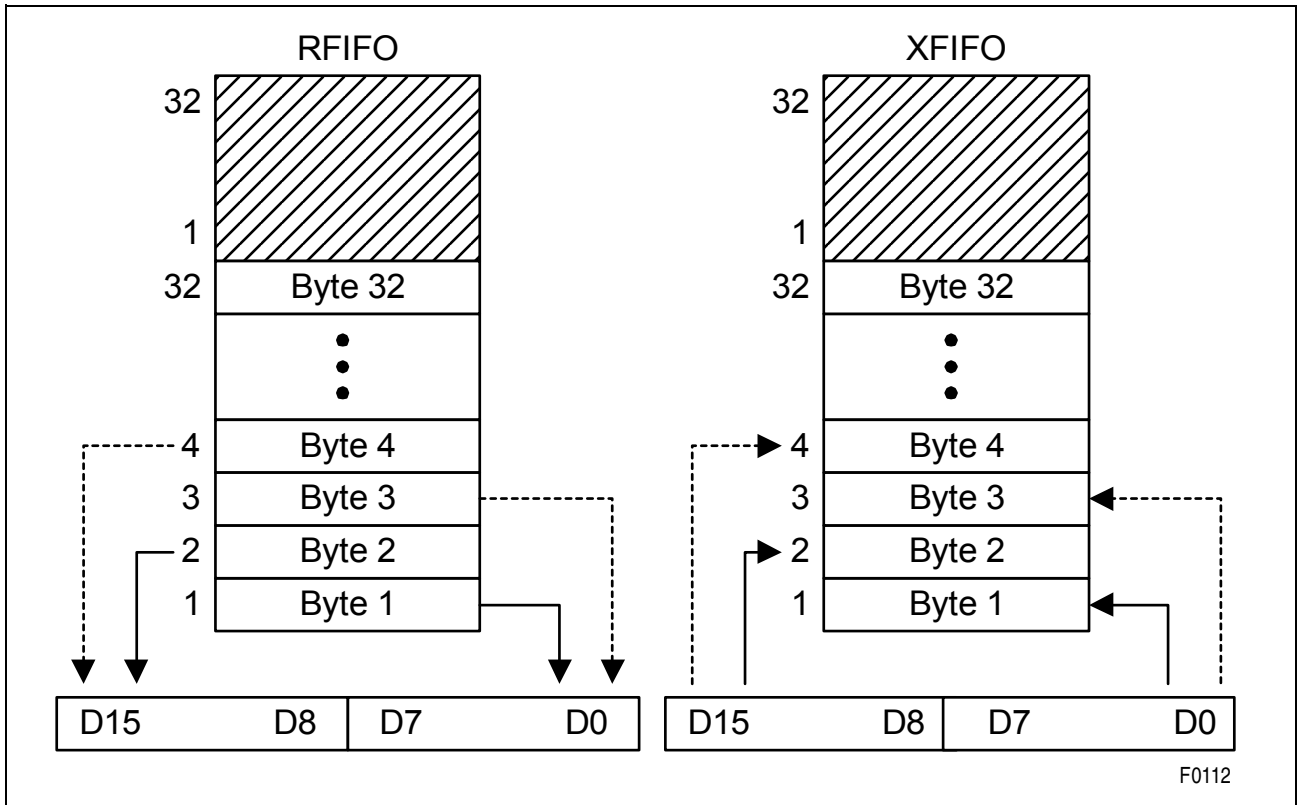 RFIFO XFIFO
32 32
1 1
32 Byte 32 32 Byte 32
4 Byte 4 4 Byte 4
3 Byte 3 3 Byte 3
2 Byte 2 2 Byte 2
1 Byte 1 1 Byte 1
D15 D8 D7 D0 D15 D8 D7 D0
F0112